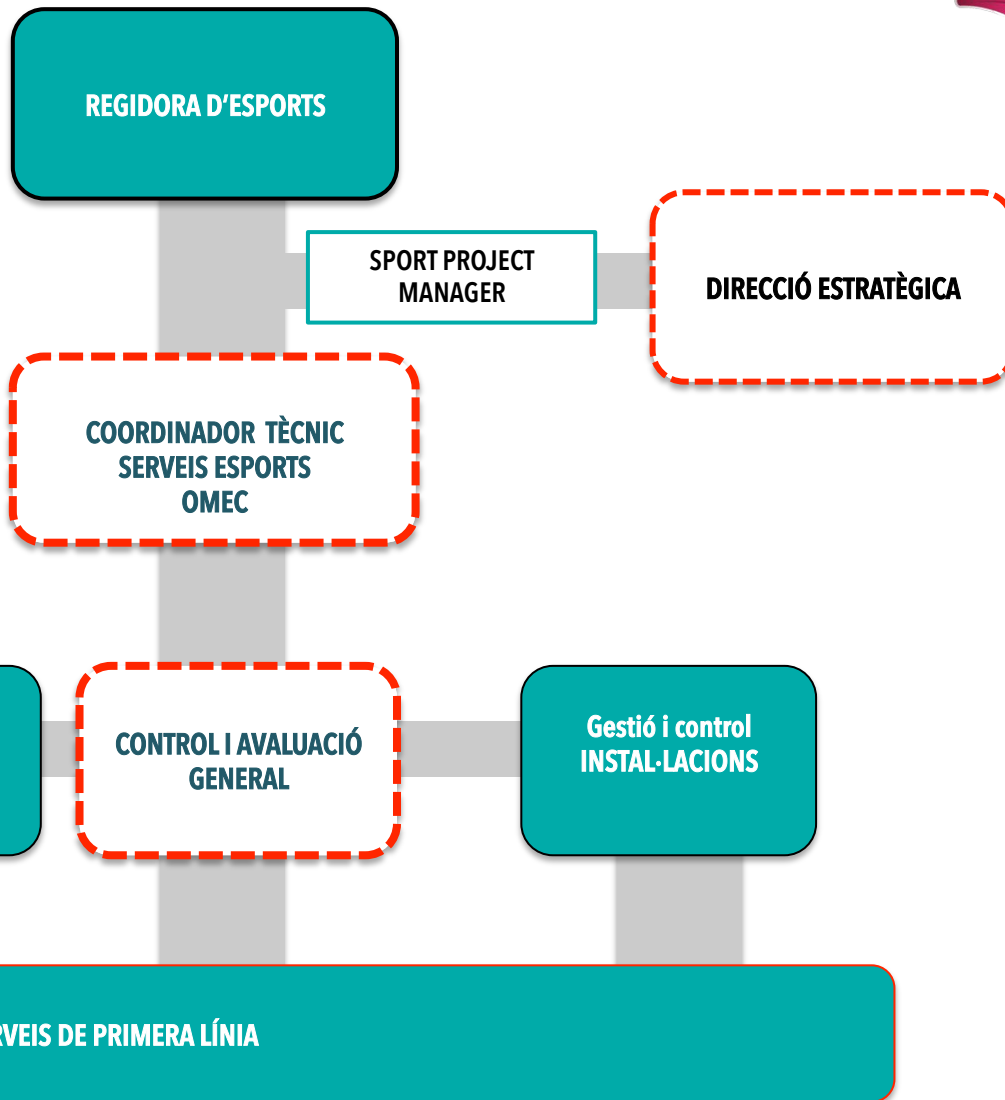 REGIDORA D'ESPORTS
SPORT PROJECT
MANAGER
DIRECCIÓ ESTRATÈGICA
COORDINADOR TÈCNIC
SERVEIS ESPORTS
OMEC
CONTROL I AVALUACIÓ
GENERAL
Gestió i control
INSTAL·LACIONS
RVEIS DE PRIMERA LÍNIA